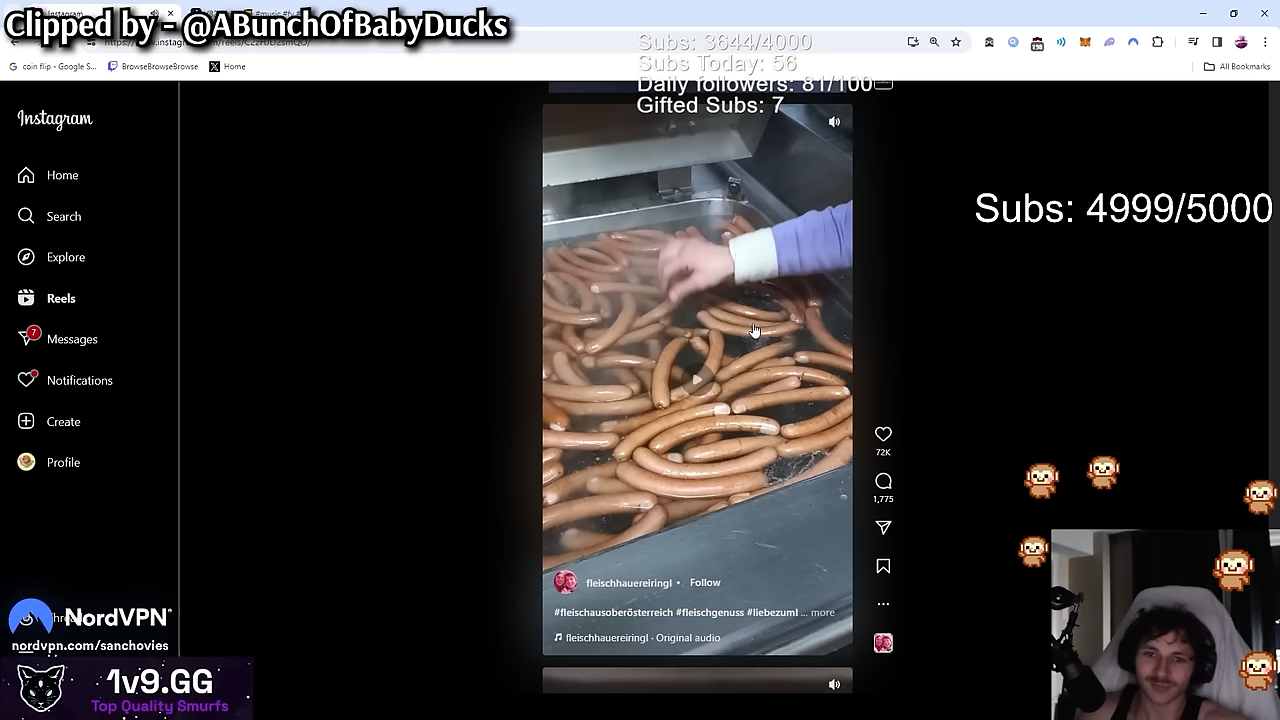 Clipped by - @ABunchOfBabyDucks
coin flip - Google S...
BrowseBrowseBrowse
Home
All Bookmarks
Subs: 3644/4000
Subs Today: 56
Daily followers: 81/100
Gifted Subs: 7
Subs: 4999/5000
Instagram
Home
Search
Explore
Reels
7
Messages
Notifications
Create
Profile
72K
1,775
fleischhauereiringl • Follow
#fleischausoberösterreich #fleischgenuss #liebezuml ... more
fleischhauereiringl · Original audio
NordVPN
nordvpn.com/sanchovies
1v9.GG
Top Quality Smurfs